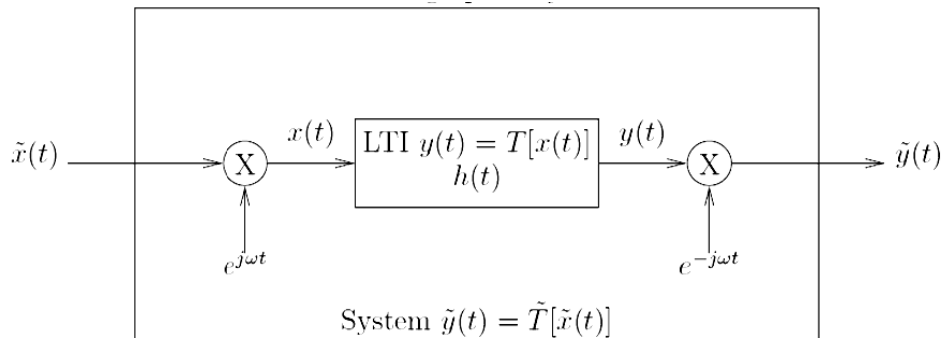 x̃(t)
x(t)
LTI y(t) = T[x(t)]
h(t)
y(t)
ỹ(t)
X
X
e^{jωt}
e^{-jωt}
System ỹ(t) = T̃[x̃(t)]